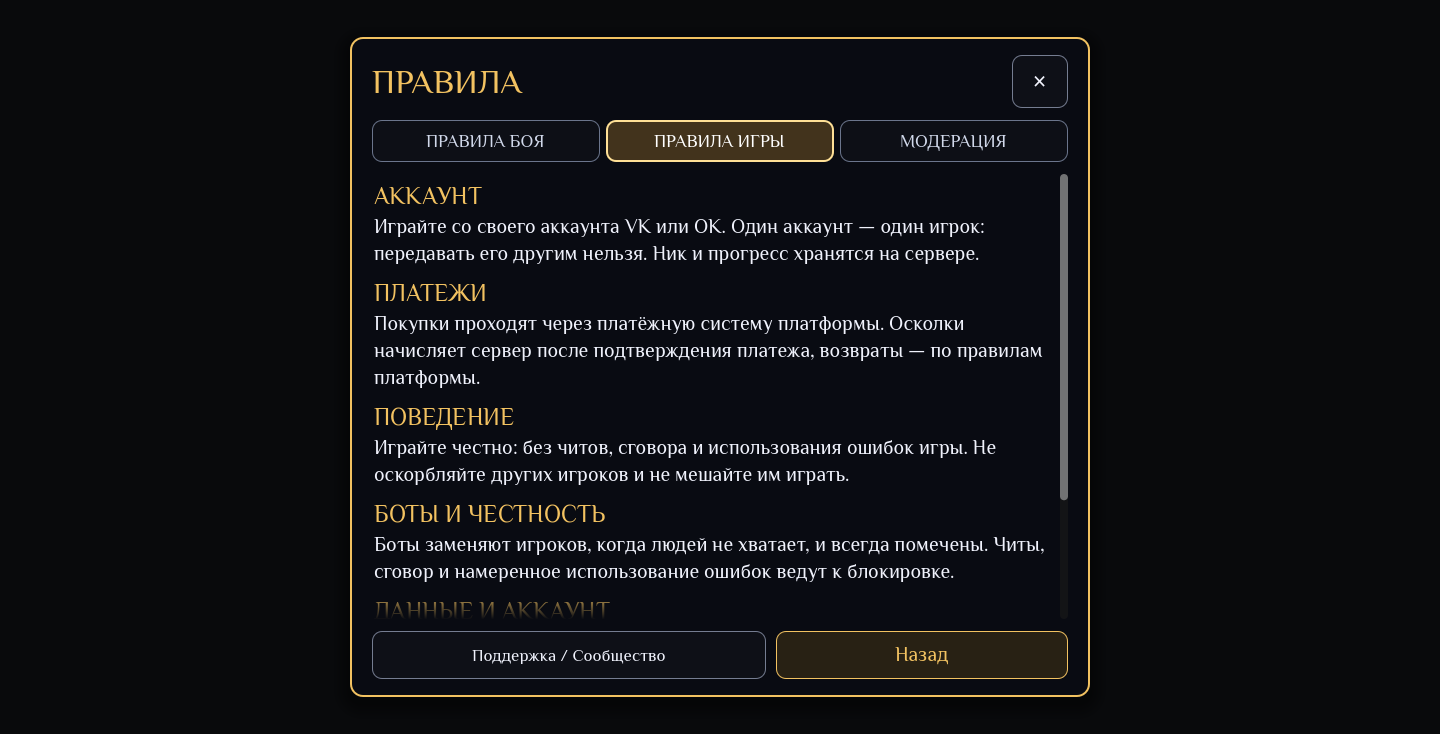 ПРАВИЛА
×
ПРАВИЛА БОЯ
ПРАВИЛА ИГРЫ
МОДЕРАЦИЯ
АККАУНТ
Играйте со своего аккаунта VK или OK. Один аккаунт — один игрок:
передавать его другим нельзя. Ник и прогресс хранятся на сервере.
ПЛАТЕЖИ
Покупки проходят через платёжную систему платформы. Осколки
начисляет сервер после подтверждения платежа, возвраты — по правилам
платформы.
ПОВЕДЕНИЕ
Играйте честно: без читов, сговора и использования ошибок игры. Не
оскорбляйте других игроков и не мешайте им играть.
БОТЫ И ЧЕСТНОСТЬ
Боты заменяют игроков, когда людей не хватает, и всегда помечены. Читы,
сговор и намеренное использование ошибок ведут к блокировке.
ДАННЫЕ И АККАУНТ
Поддержка / Сообщество
Назад